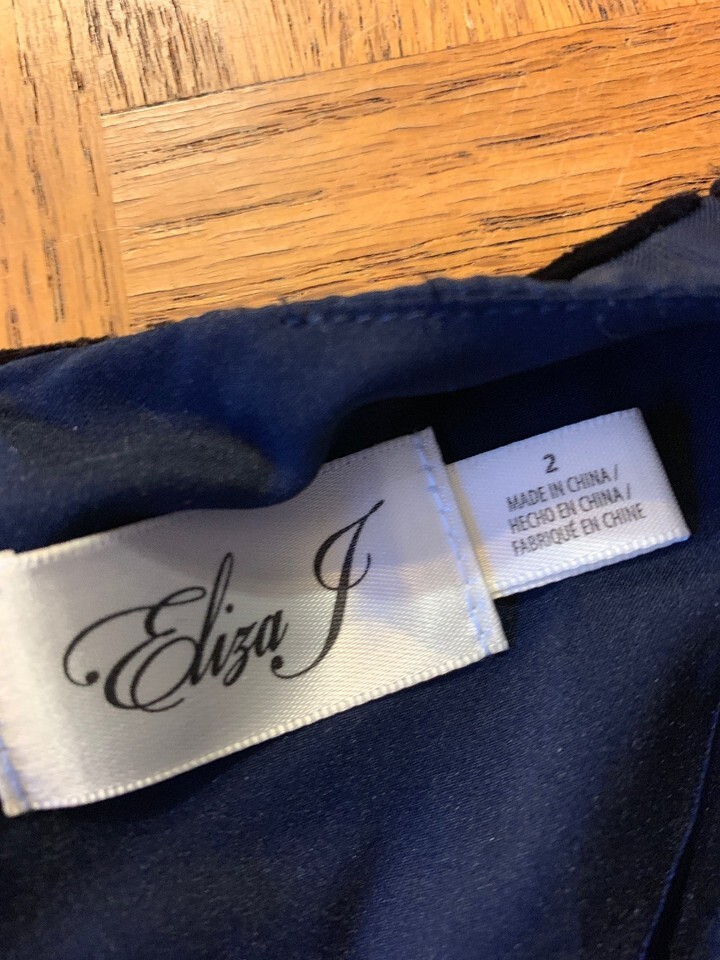 Eliza J
2
MADE IN CHINA /
HECHO EN CHINA /
FABRIQUÉ EN CHINE